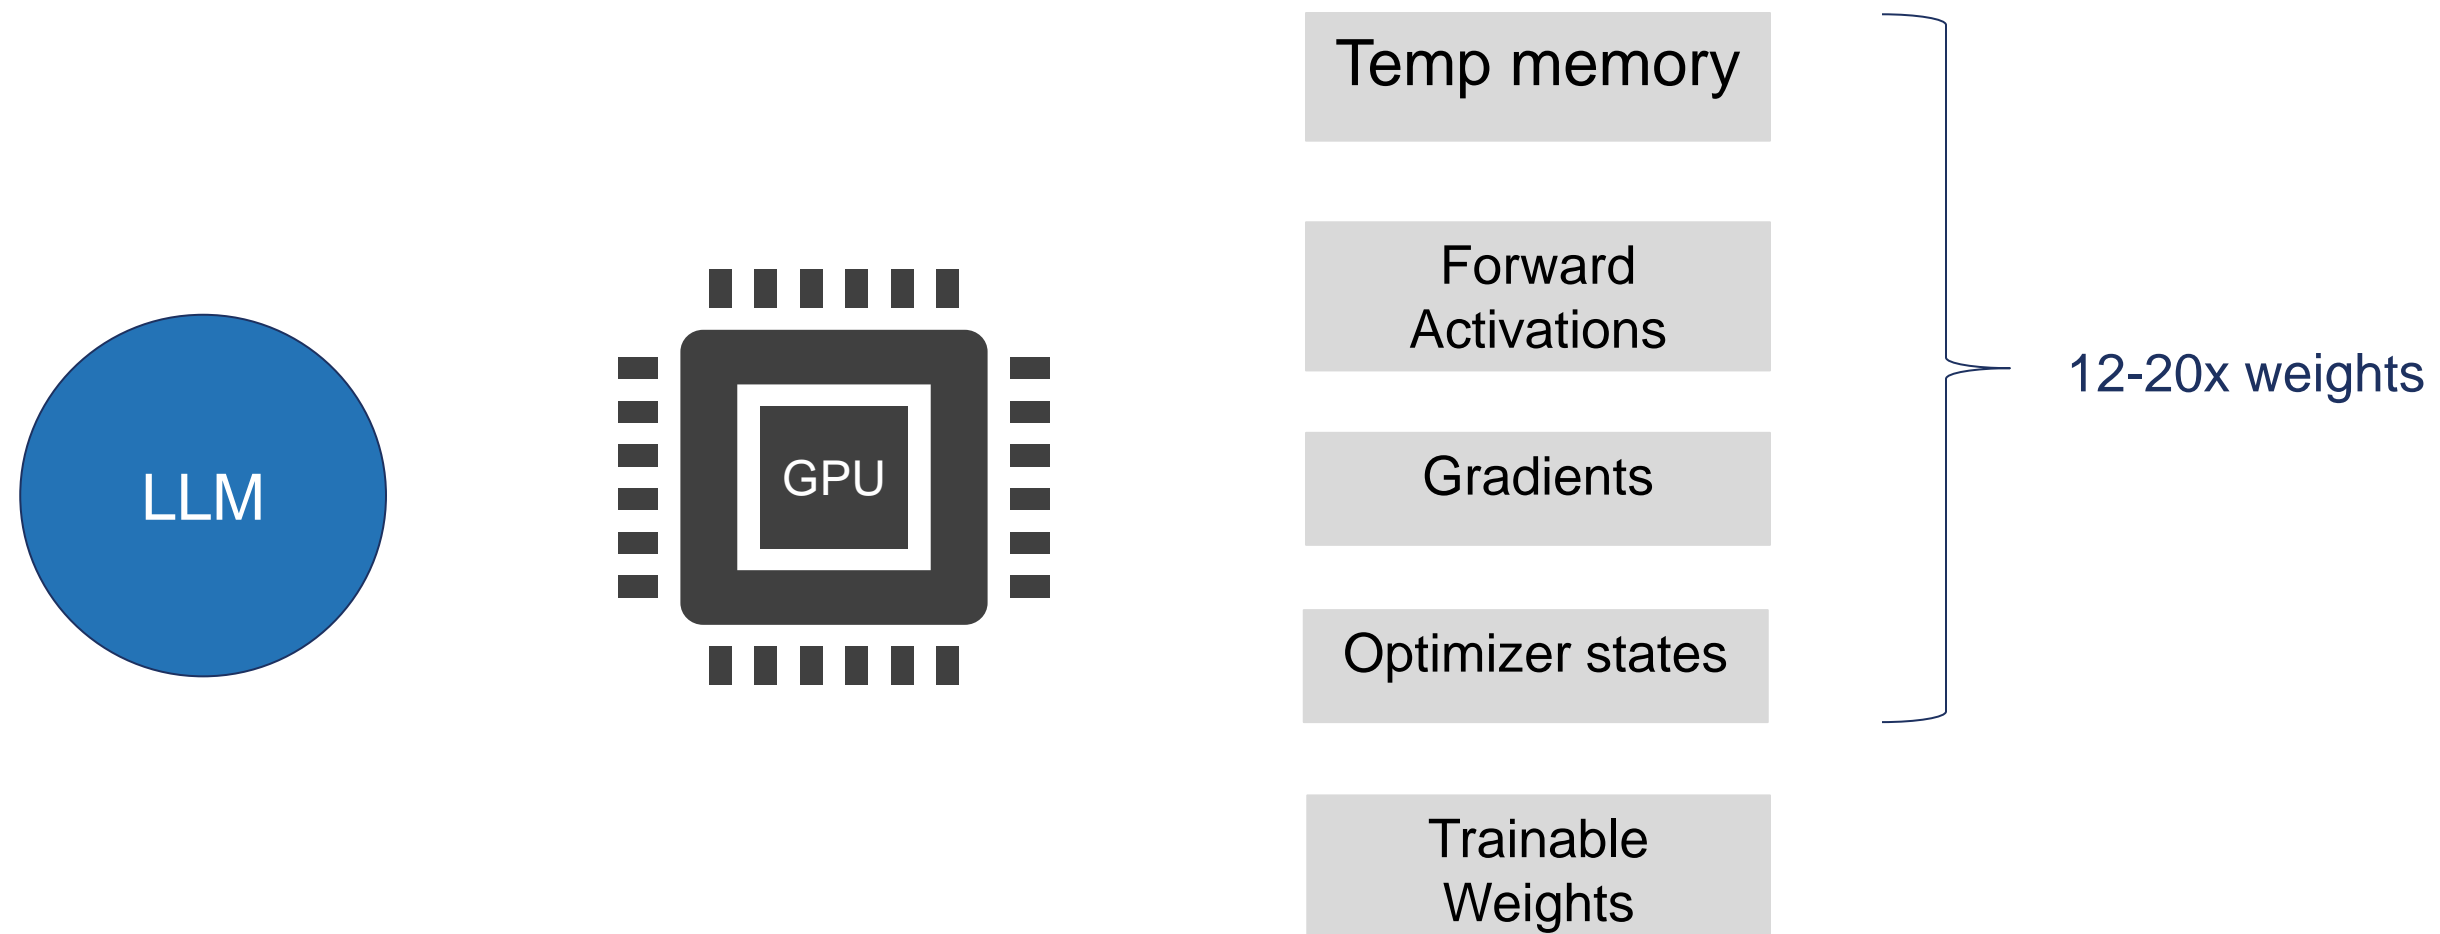 LLM
GPU
Temp memory
Forward
Activations
Gradients
Optimizer states
Trainable
Weights
12-20x weights